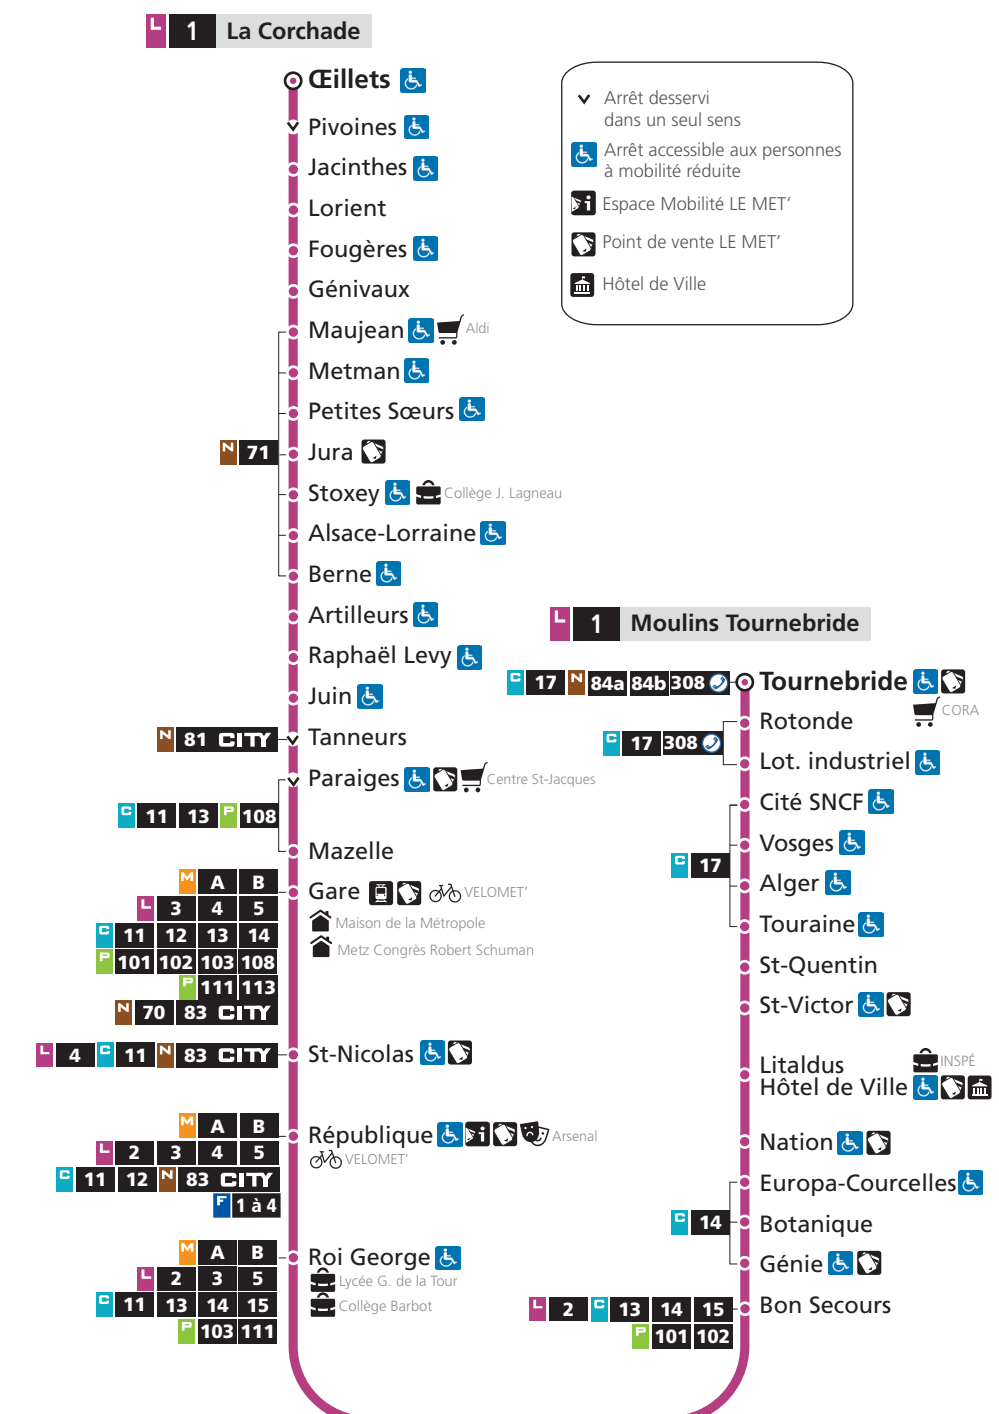 L 1 La Corchade
Œillets
Pivoines
Jacinthes
Lorient
Fougères
Génivaux
Maujean Aldi
Metman
Petites Sœurs
N 71 Jura
Stoxey Collège J. Lagneau
Alsace-Lorraine
Berne
Artilleurs
Raphaël Levy
Juin
N 81 CITY Tanneurs
Paraiges Centre St-Jacques
C 11 13 P 108
Mazelle
M A B
Gare VELOMET'
L 3 4 5
Maison de la Métropole
C 11 12 13 14
Metz Congrès Robert Schuman
P 101 102 103 108
P 111 113
N 70 83 CITY
L 4 C 11 N 83 CITY St-Nicolas
M A B
République Arsenal
L 2 3 4 5
VELOMET'
C 11 12 N 83 CITY
F 1 à 4
M A B Roi George
L 2 3 5 Lycée G. de la Tour
C 11 13 14 15 Collège Barbot
P 103 111
Arrêt desservi
dans un seul sens
Arrêt accessible aux personnes
à mobilité réduite
Espace Mobilité LE MET'
Point de vente LE MET'
Hôtel de Ville
L 1 Moulins Tournebride
C 17 N 84a 84b 308 Tournebride
Rotonde CORA
C 17 308
Lot. industriel
Cité SNCF
Vosges
C 17
Alger
Touraine
St-Quentin
St-Victor
Litaldus INSPÉ
Hôtel de Ville
Nation
Europa-Courcelles
C 14 Botanique
Génie
L 2 C 13 14 15 Bon Secours
P 101 102